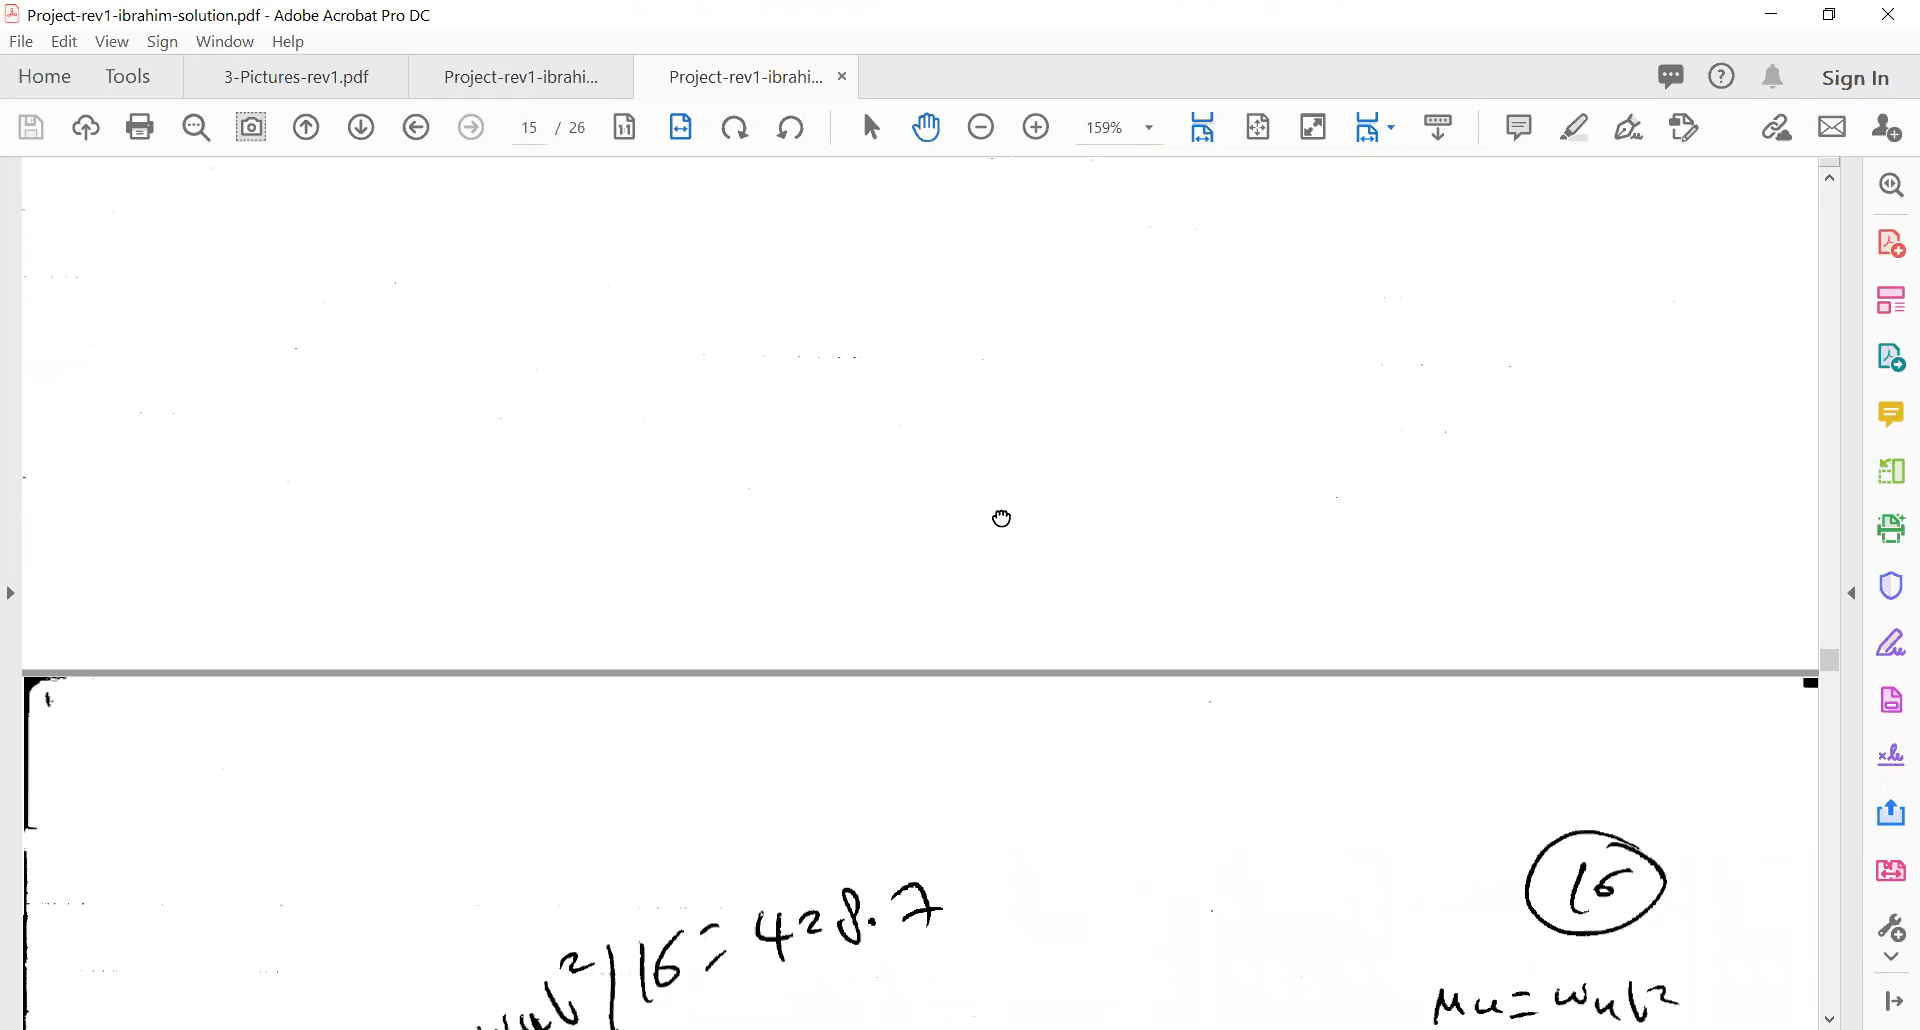 Project-rev1-ibrahim-solution.pdf - Adobe Acrobat Pro DC
File Edit View Sign Window Help
Home Tools 3-Pictures-rev1.pdf Project-rev1-ibrahi... Project-rev1-ibrahi... ×
Sign In
15 / 26 159%
16
wul²/16 = 428.7
Mu = wul²